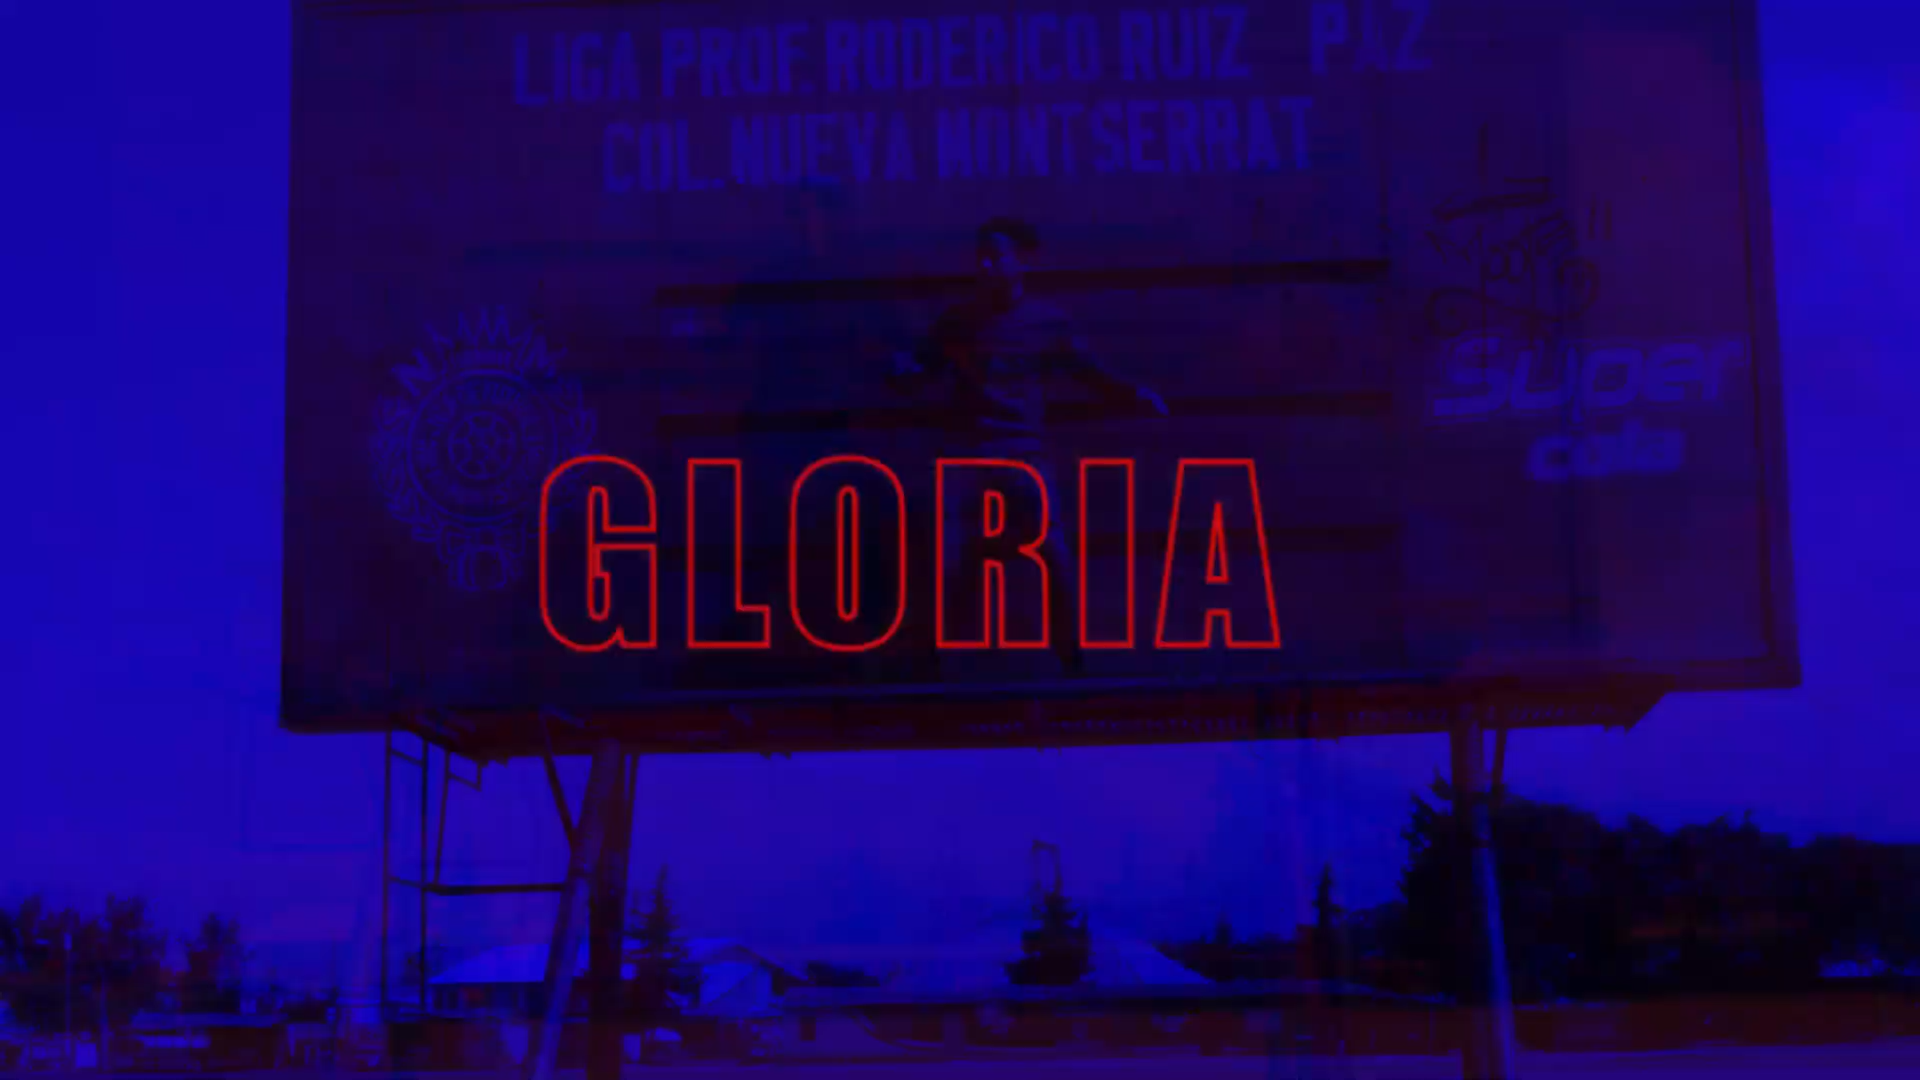 LIGA PROF. RODERICO RUIZ PAZ
COL. NUEVA MONTSERRAT
Super
cola
GLORIA